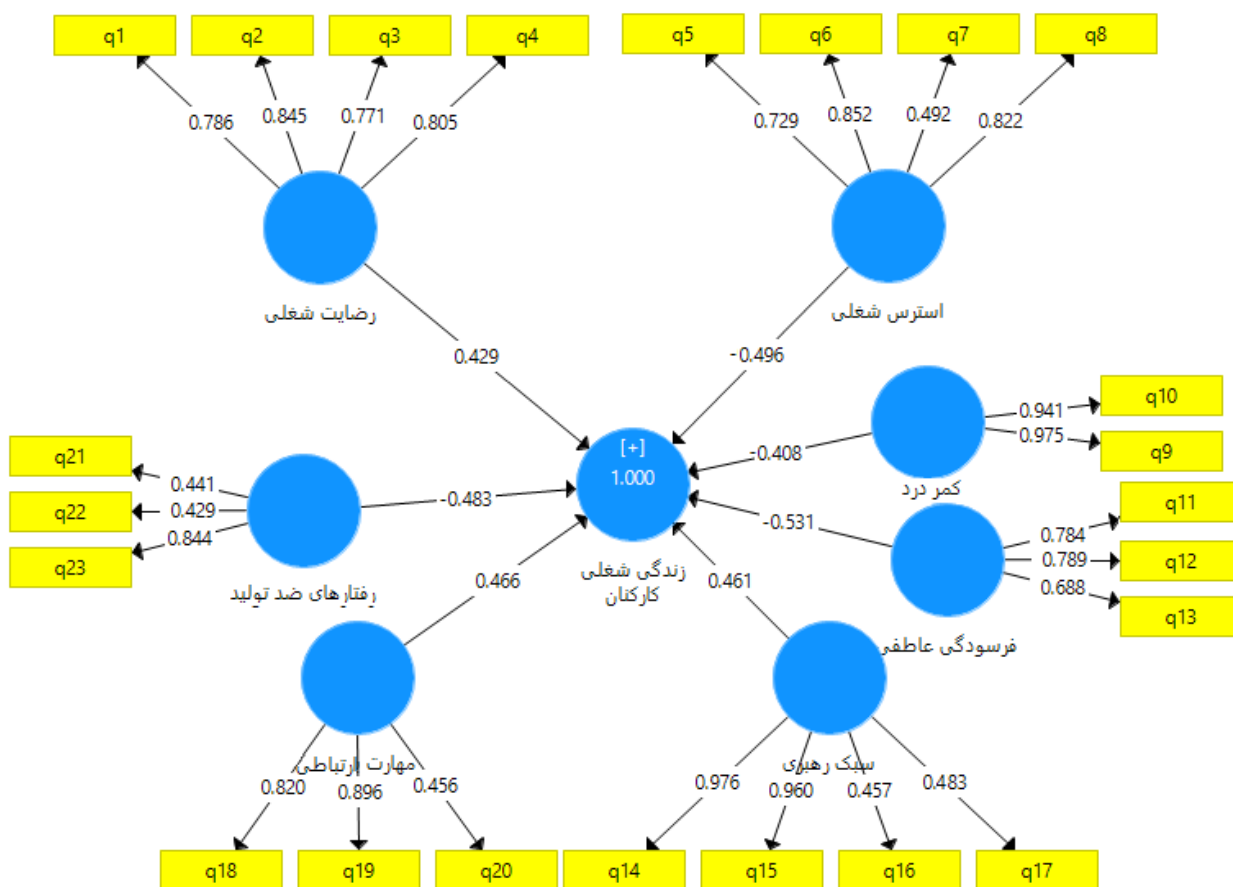 q1
q2
q3
q4
q5
q6
q7
q8
0.786
0.845
0.771
0.805
0.729
0.852
0.492
0.822
رضایت شغلی
استرس شغلی
0.429
-0.496
q10
q9
0.941
0.975
-0.408
کمر درد
[+]
1.000
زندگی شغلی
کارکنان
q21
q22
q23
0.441
0.429
0.844
-0.483
رفتارهای ضد تولید
-0.531
q11
q12
q13
0.784
0.789
0.688
فرسودگی عاطفی
0.466
0.461
مهارت ارتباطی
سبک رهبری
0.820
0.896
0.456
0.976
0.960
0.457
0.483
q18
q19
q20
q14
q15
q16
q17